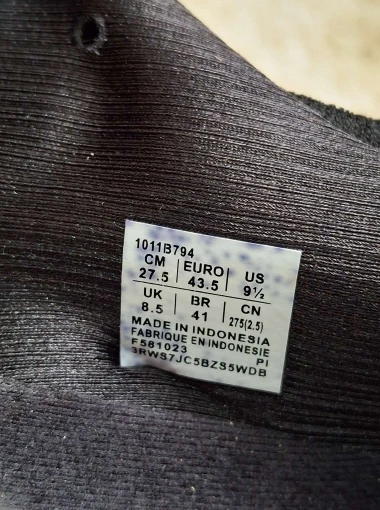 1011B794
CM EURO US
27.5 43.5 9½
UK BR CN
8.5 41 275(2.5)
MADE IN INDONESIA
FABRIQUE EN INDONESIE
F581023 PI
3RWS7JC5BZS5WDB